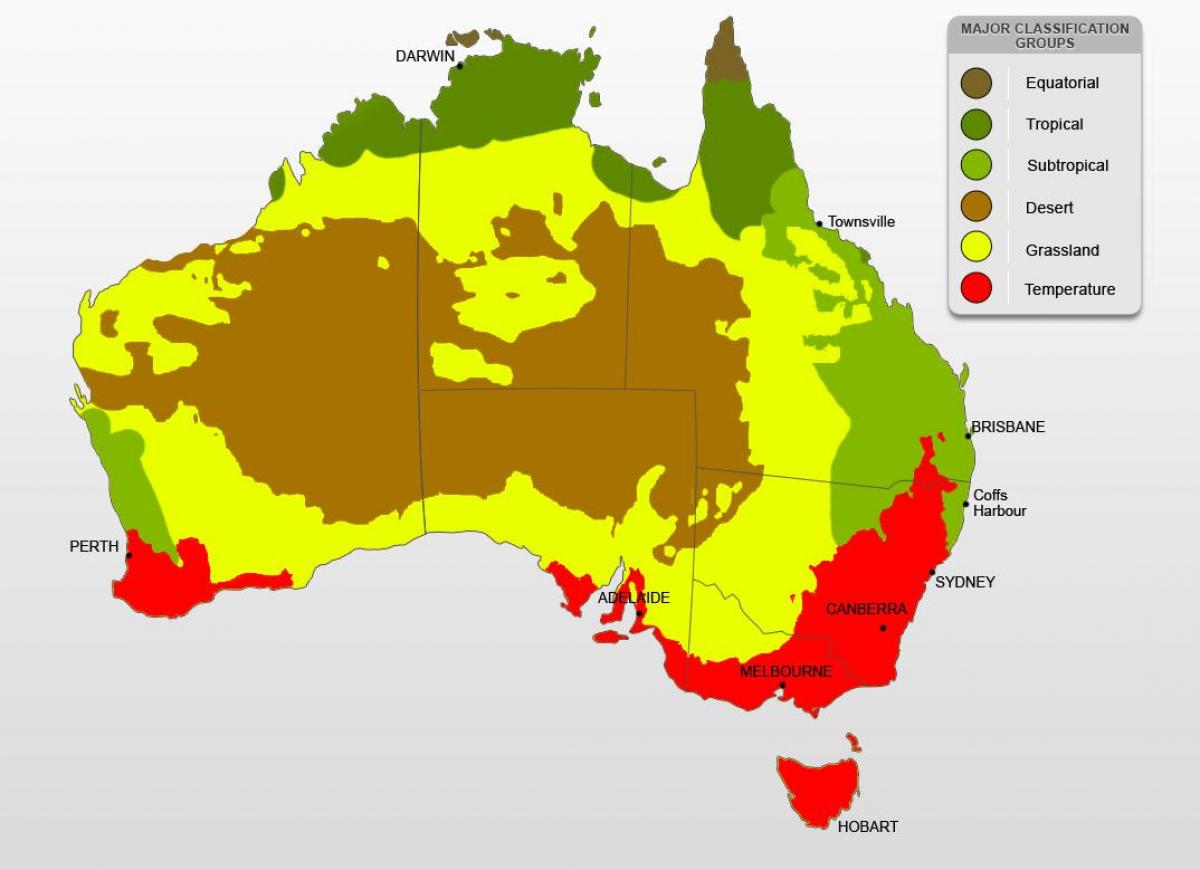 MAJOR CLASSIFICATION
GROUPS
Equatorial
Tropical
Subtropical
Desert
Grassland
Temperature
DARWIN
Townsville
BRISBANE
Coffs
Harbour
PERTH
SYDNEY
ADELAIDE
CANBERRA
MELBOURNE
HOBART